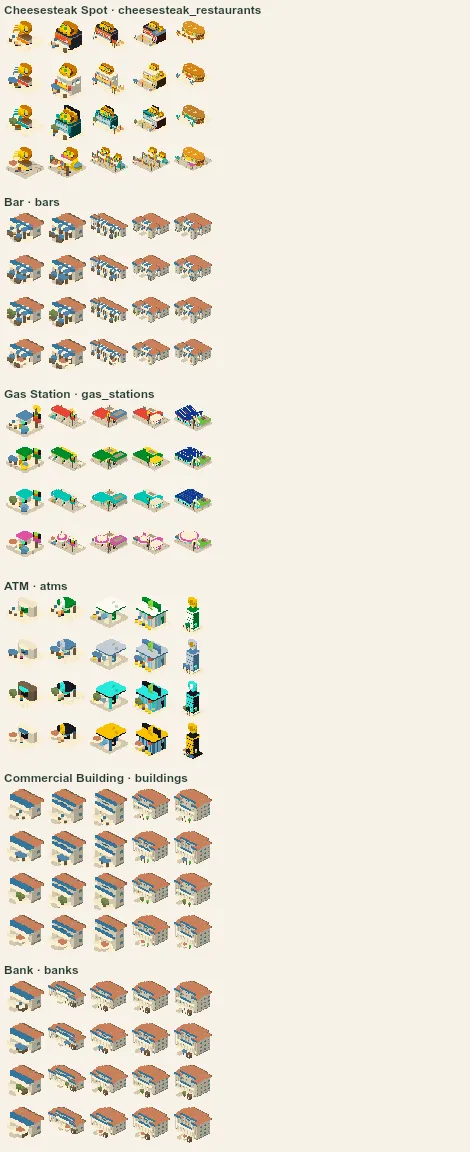 Cheesesteak Spot · cheesesteak_restaurants
Bar · bars
Gas Station · gas_stations
ATM · atms
Commercial Building · buildings
Bank · banks